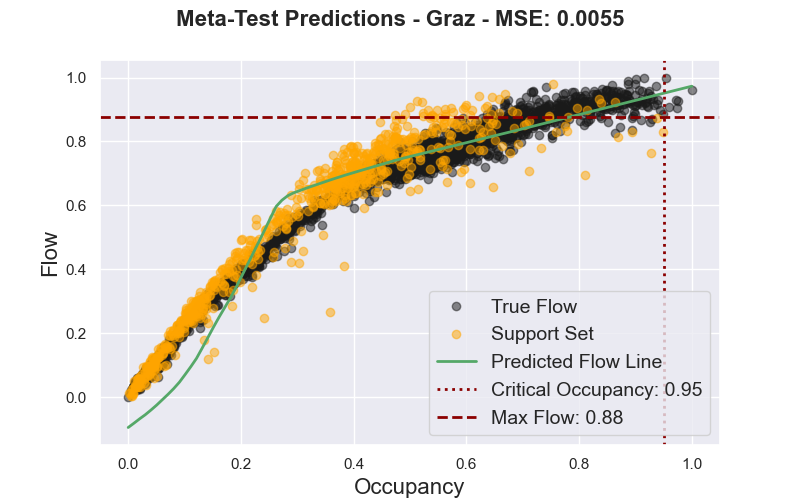 Meta-Test Predictions - Graz - MSE: 0.0055
1.0
0.8
0.6
0.4
0.2
0.0
Flow
0.0 0.2 0.4 0.6 0.8 1.0
Occupancy
True Flow
Support Set
Predicted Flow Line
Critical Occupancy: 0.95
Max Flow: 0.88